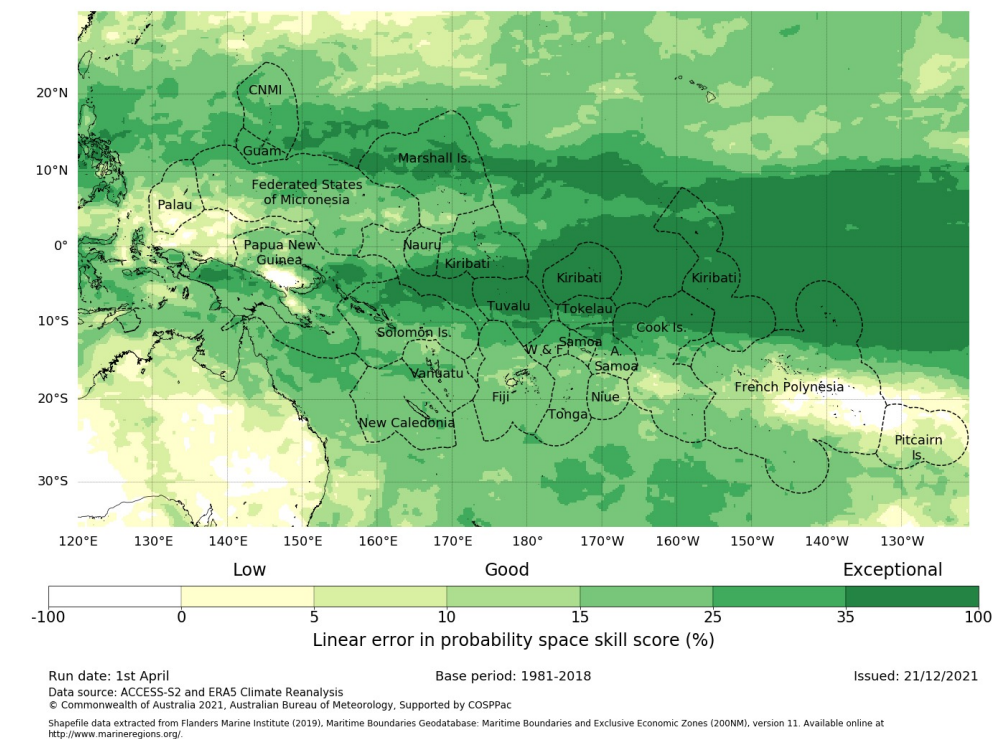 20°N
10°N
0°
10°S
20°S
30°S
CNMI
Guam
Marshall Is.
Federated States
of Micronesia
Palau
Papua New
Guinea
Nauru
Kiribati
Kiribati
Kiribati
Tuvalu
Tokelau
Solomon Is.
Cook Is.
Samoa
W & F
A.
Samoa
Vanuatu
Fiji
Niue
French Polynesia
Tonga
New Caledonia
Pitcairn
Is.
120°E 130°E 140°E 150°E 160°E 170°E 180° 170°W 160°W 150°W 140°W 130°W
Low Good Exceptional
-100 0 5 10 15 25 35 100
Linear error in probability space skill score (%)
Run date: 1st April Base period: 1981-2018 Issued: 21/12/2021
Data source: ACCESS-S2 and ERA5 Climate Reanalysis
© Commonwealth of Australia 2021, Australian Bureau of Meteorology, Supported by COSPPac
Shapefile data extracted from Flanders Marine Institute (2019), Maritime Boundaries Geodatabase: Maritime Boundaries and Exclusive Economic Zones (200NM), version 11. Available online at
http://www.marineregions.org/.